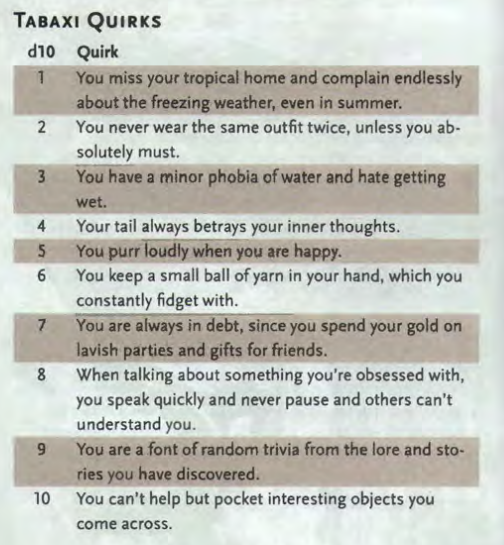 TABAXI QUIRKS
d10 Quirk
1 You miss your tropical home and complain endlessly
about the freezing weather, even in summer.
2 You never wear the same outfit twice, unless you ab-
solutely must.
3 You have a minor phobia of water and hate getting
wet.
4 Your tail always betrays your inner thoughts.
5 You purr loudly when you are happy.
6 You keep a small ball of yarn in your hand, which you
constantly fidget with.
7 You are always in debt, since you spend your gold on
lavish parties and gifts for friends.
8 When talking about something you're obsessed with,
you speak quickly and never pause and others can't
understand you.
9 You are a font of random trivia from the lore and sto-
ries you have discovered.
10 You can't help but pocket interesting objects you
come across.